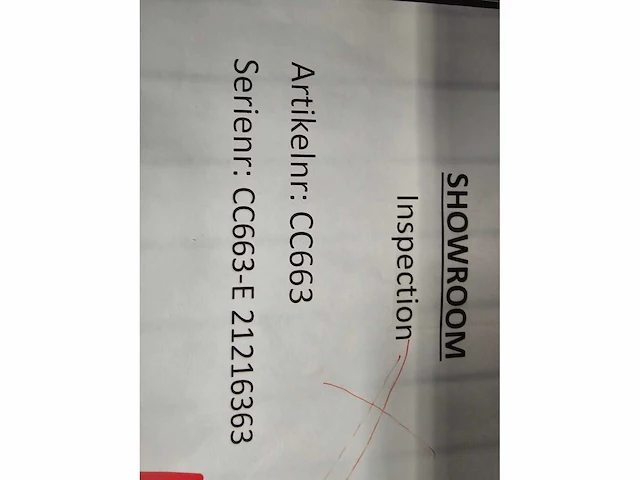 SHOWROOM
Inspection
Artikelnr: CC663
Serienr: CC663-E 21216363